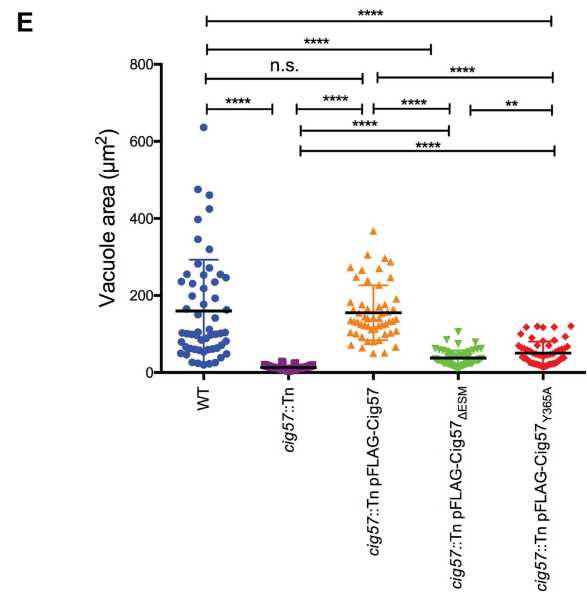 E
****
****
n.s.
****
****
****
****
**
****
****
Vacuole area (μm²)
800
600
400
200
0
WT
cig57::Tn
cig57::Tn pFLAG-Cig57
cig57::Tn pFLAG-Cig57ΔESM
cig57::Tn pFLAG-Cig57Y365A